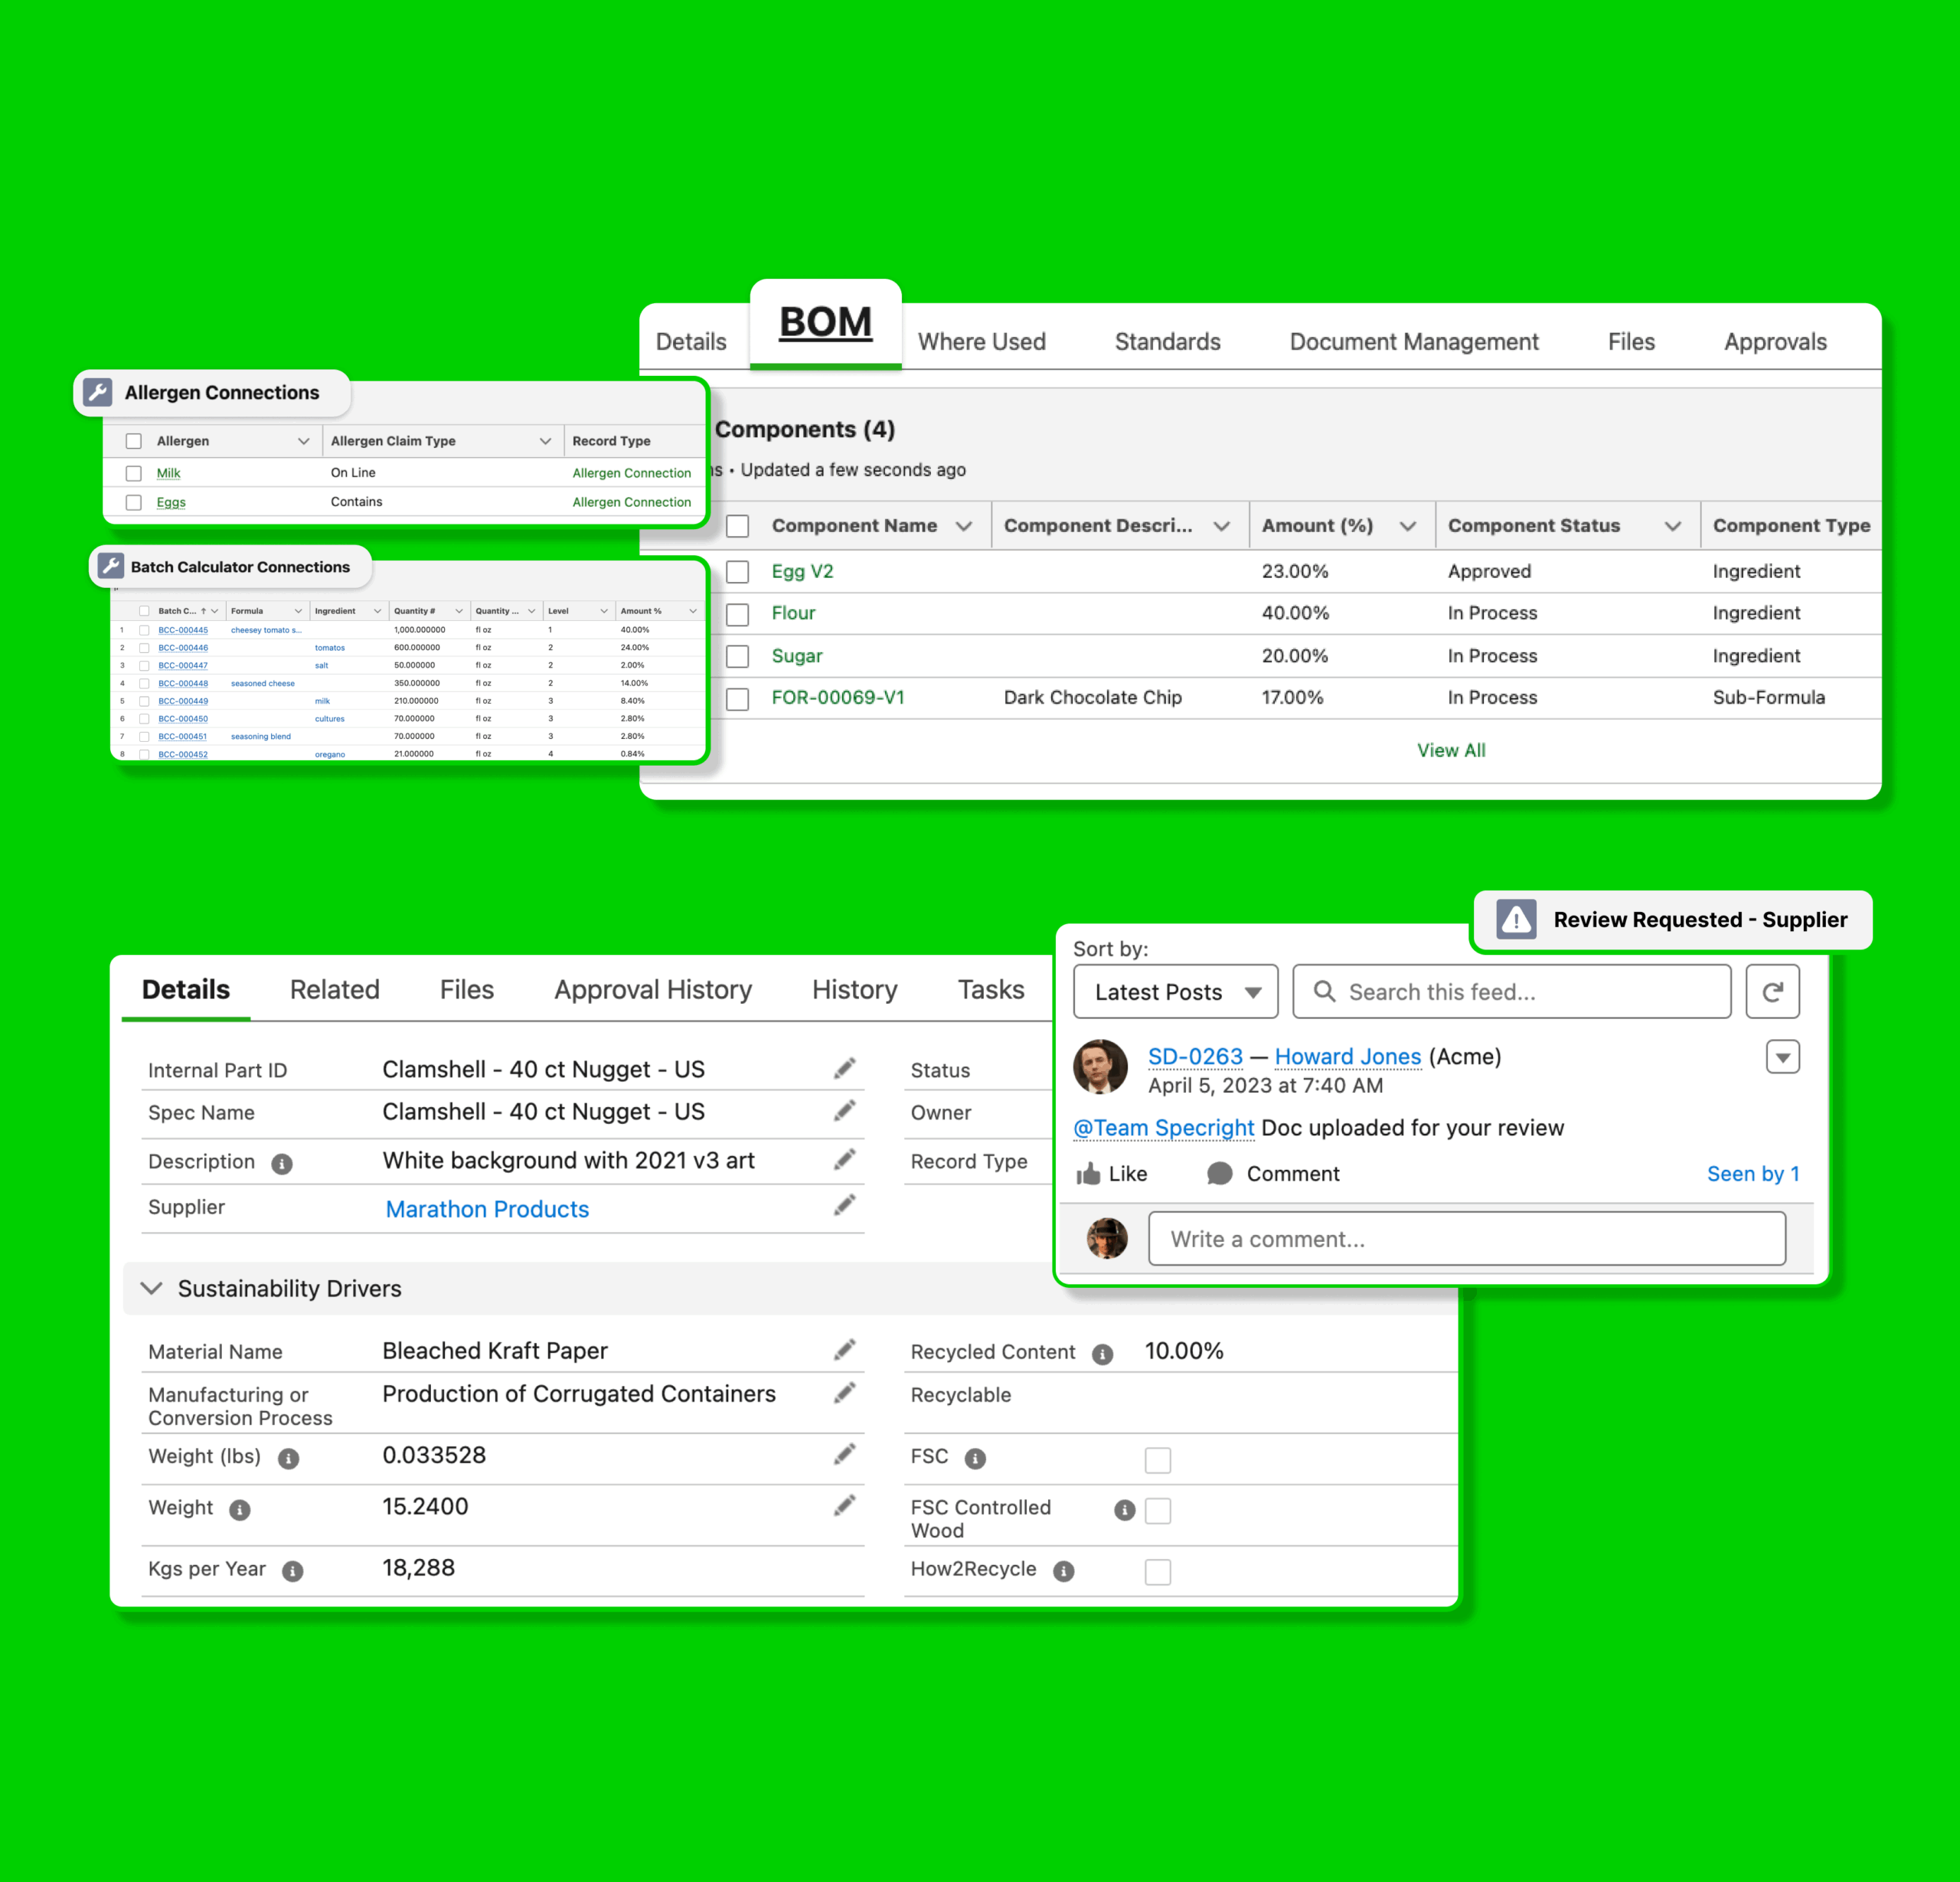 Details BOM Where Used Standards Document Management Files Approvals
Components (4)
Updated a few seconds ago
Component Name Component Descri... Amount (%) Component Status Component Type
Egg V2 23.00% Approved Ingredient
Flour 40.00% In Process Ingredient
Sugar 20.00% In Process Ingredient
FOR-00069-V1 Dark Chocolate Chip 17.00% In Process Sub-Formula
View All
Allergen Connections
Allergen Allergen Claim Type Record Type
Milk On Line Allergen Connection
Eggs Contains Allergen Connection
Batch Calculator Connections
Batch C... ↑ Formula Ingredient Quantity # Quantity ... Level Amount %
1 BCC-000445 cheesey tomato s... 1,000.000000 fl oz 1 40.00%
2 BCC-000446 tomatos 600.000000 fl oz 2 24.00%
3 BCC-000447 salt 50.000000 fl oz 2 2.00%
4 BCC-000448 seasoned cheese 350.000000 fl oz 2 14.00%
5 BCC-000449 milk 210.000000 fl oz 3 8.40%
6 BCC-000450 cultures 70.000000 fl oz 3 2.80%
7 BCC-000451 seasoning blend 70.000000 fl oz 3 2.80%
8 BCC-000452 oregano 21.000000 fl oz 4 0.84%
Review Requested - Supplier
Sort by:
Latest Posts Search this feed...
SD-0263 — Howard Jones (Acme)
April 5, 2023 at 7:40 AM
@Team Specright Doc uploaded for your review
Like Comment Seen by 1
Write a comment...
Details Related Files Approval History History Tasks
Internal Part ID Clamshell - 40 ct Nugget - US Status
Spec Name Clamshell - 40 ct Nugget - US Owner
Description White background with 2021 v3 art Record Type
Supplier Marathon Products
Sustainability Drivers
Material Name Bleached Kraft Paper Recycled Content 10.00%
Manufacturing or Production of Corrugated Containers Recyclable
Conversion Process
Weight (lbs) 0.033528 FSC
Weight 15.2400 FSC Controlled
Wood
Kgs per Year 18,288 How2Recycle